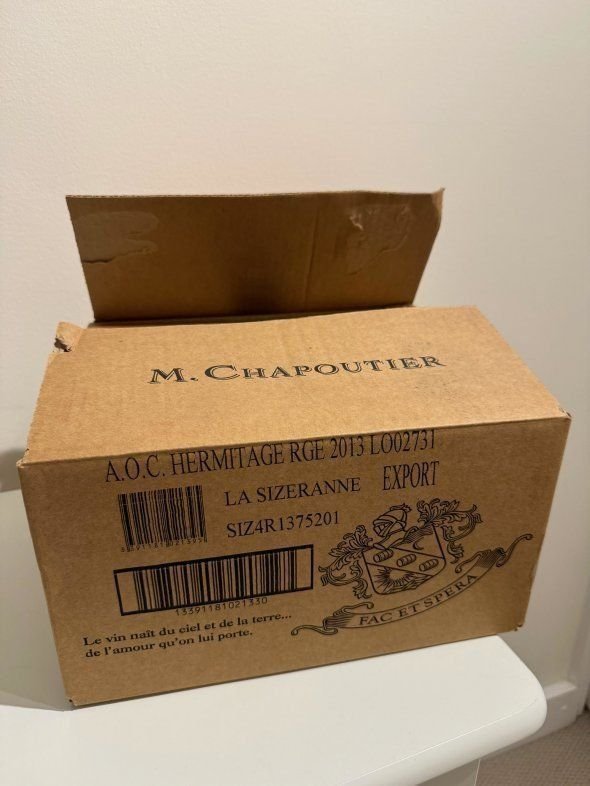 M. CHAPOUTIER
A.O.C. HERMITAGE RGE 2013 LO02731
LA SIZERANNE EXPORT
SIZ4R1375201
13391181021330
FAC ET SPERA
Le vin naît du ciel et de la terre...
de l'amour qu'on lui porte.